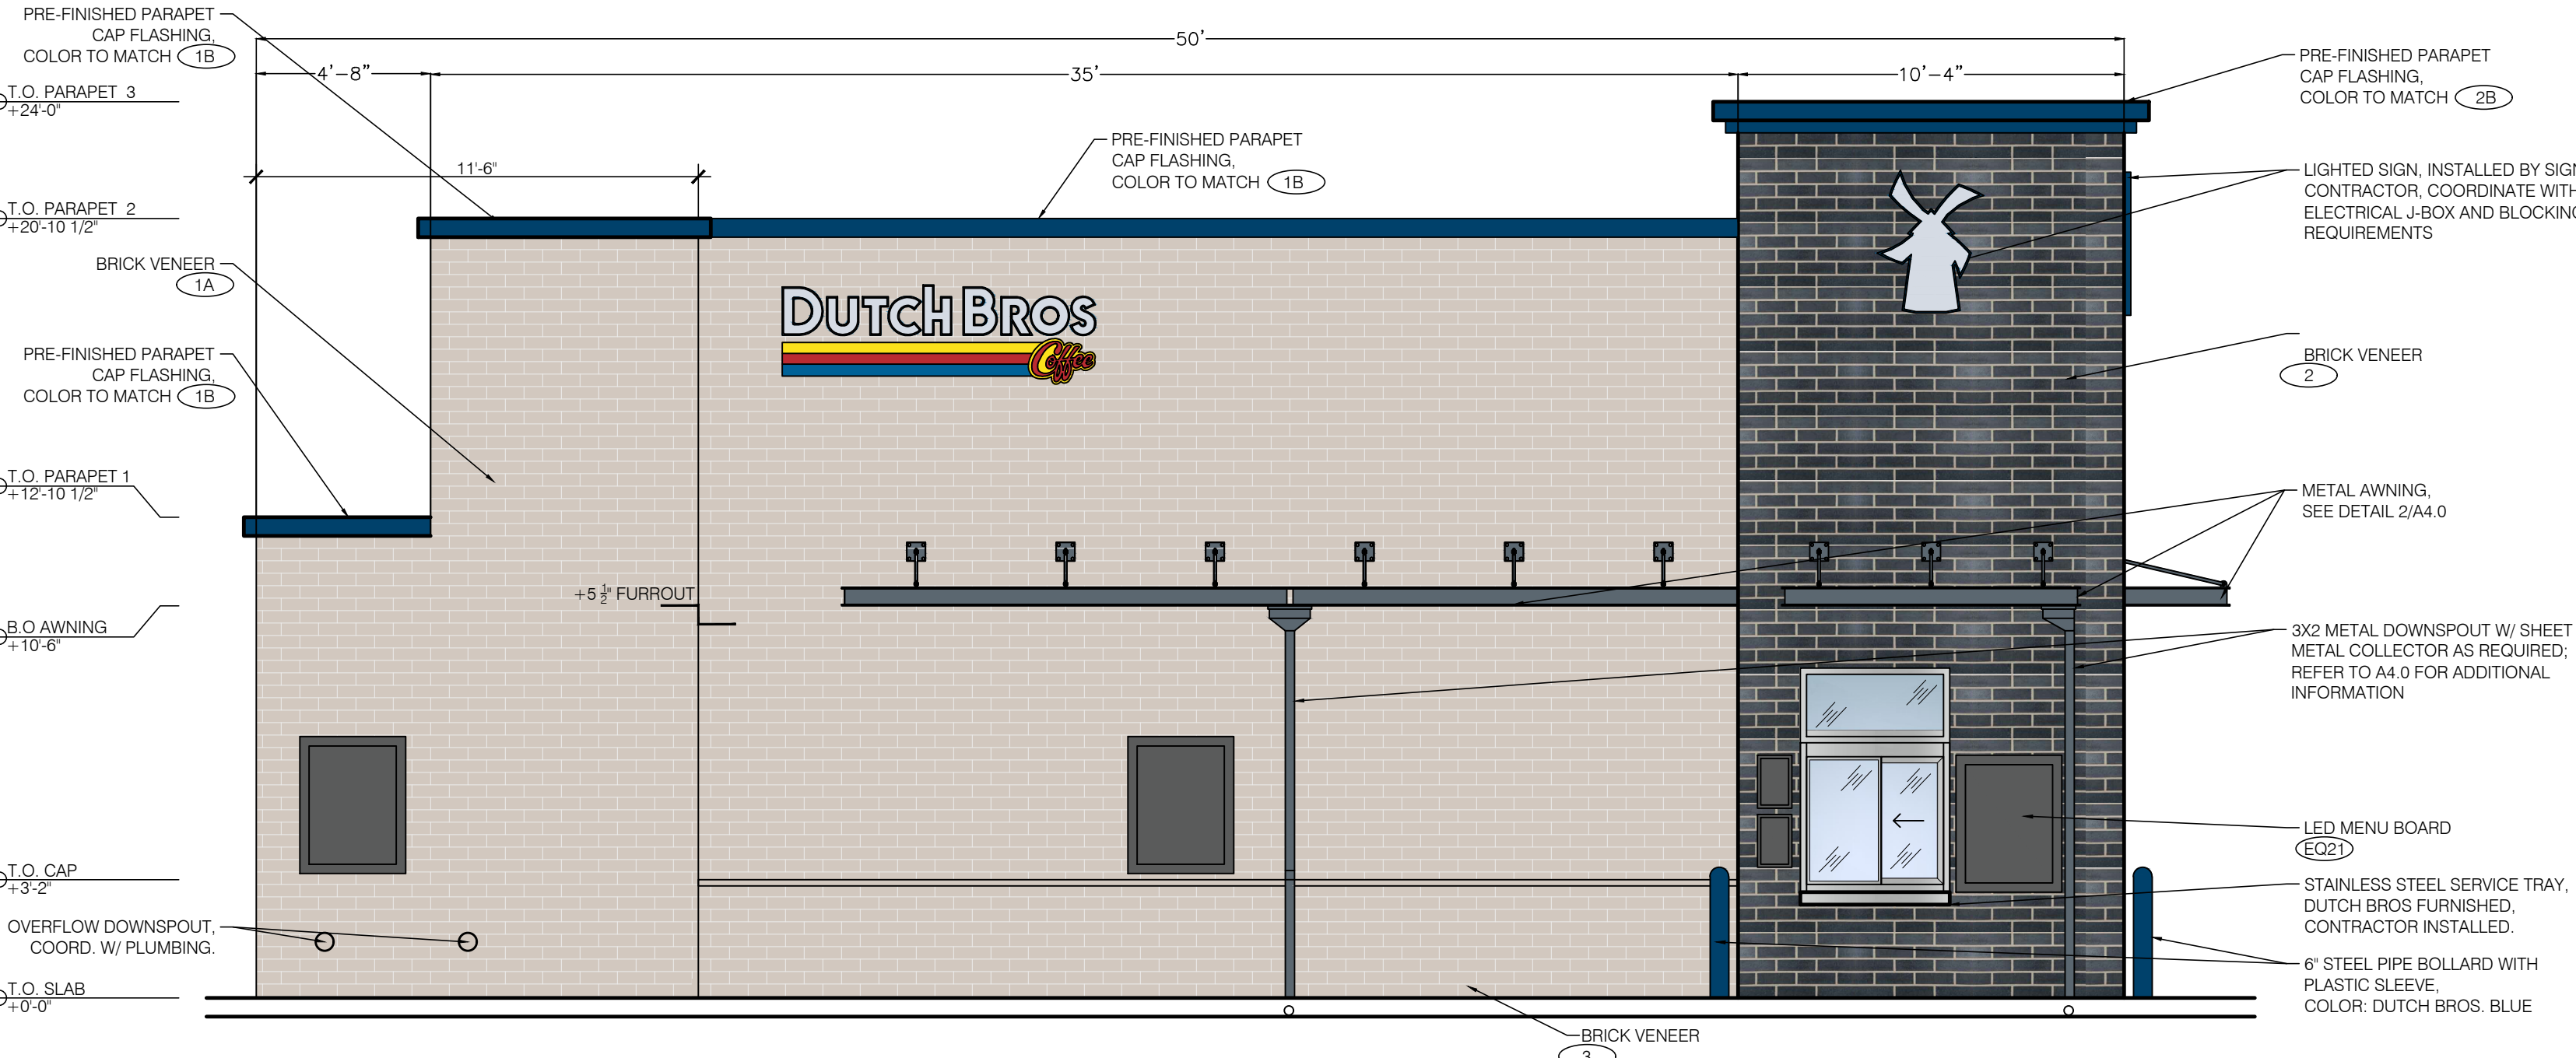 PRE-FINISHED PARAPET
CAP FLASHING,
COLOR TO MATCH 1B
T.O. PARAPET 3
+24'-0"
T.O. PARAPET 2
+20'-10 1/2"
BRICK VENEER
1A
PRE-FINISHED PARAPET
CAP FLASHING,
COLOR TO MATCH 1B
T.O. PARAPET 1
+12'-10 1/2"
B.O AWNING
+10'-6"
T.O. CAP
+3'-2"
OVERFLOW DOWNSPOUT,
COORD. W/ PLUMBING.
T.O. SLAB
+0'-0"
50'
4'-8"
35'
10'-4"
11'-6"
PRE-FINISHED PARAPET
CAP FLASHING,
COLOR TO MATCH 1B
DUTCH BROS
Coffee
+5 1/2" FURROUT
BRICK VENEER
3
PRE-FINISHED PARAPET
CAP FLASHING,
COLOR TO MATCH 2B
LIGHTED SIGN, INSTALLED BY SIGN
CONTRACTOR, COORDINATE WITH
ELECTRICAL J-BOX AND BLOCKING
REQUIREMENTS
BRICK VENEER
2
METAL AWNING,
SEE DETAIL 2/A4.0
3X2 METAL DOWNSPOUT W/ SHEET
METAL COLLECTOR AS REQUIRED;
REFER TO A4.0 FOR ADDITIONAL
INFORMATION
LED MENU BOARD
EQ21
STAINLESS STEEL SERVICE TRAY,
DUTCH BROS FURNISHED,
CONTRACTOR INSTALLED.
6" STEEL PIPE BOLLARD WITH
PLASTIC SLEEVE,
COLOR: DUTCH BROS. BLUE